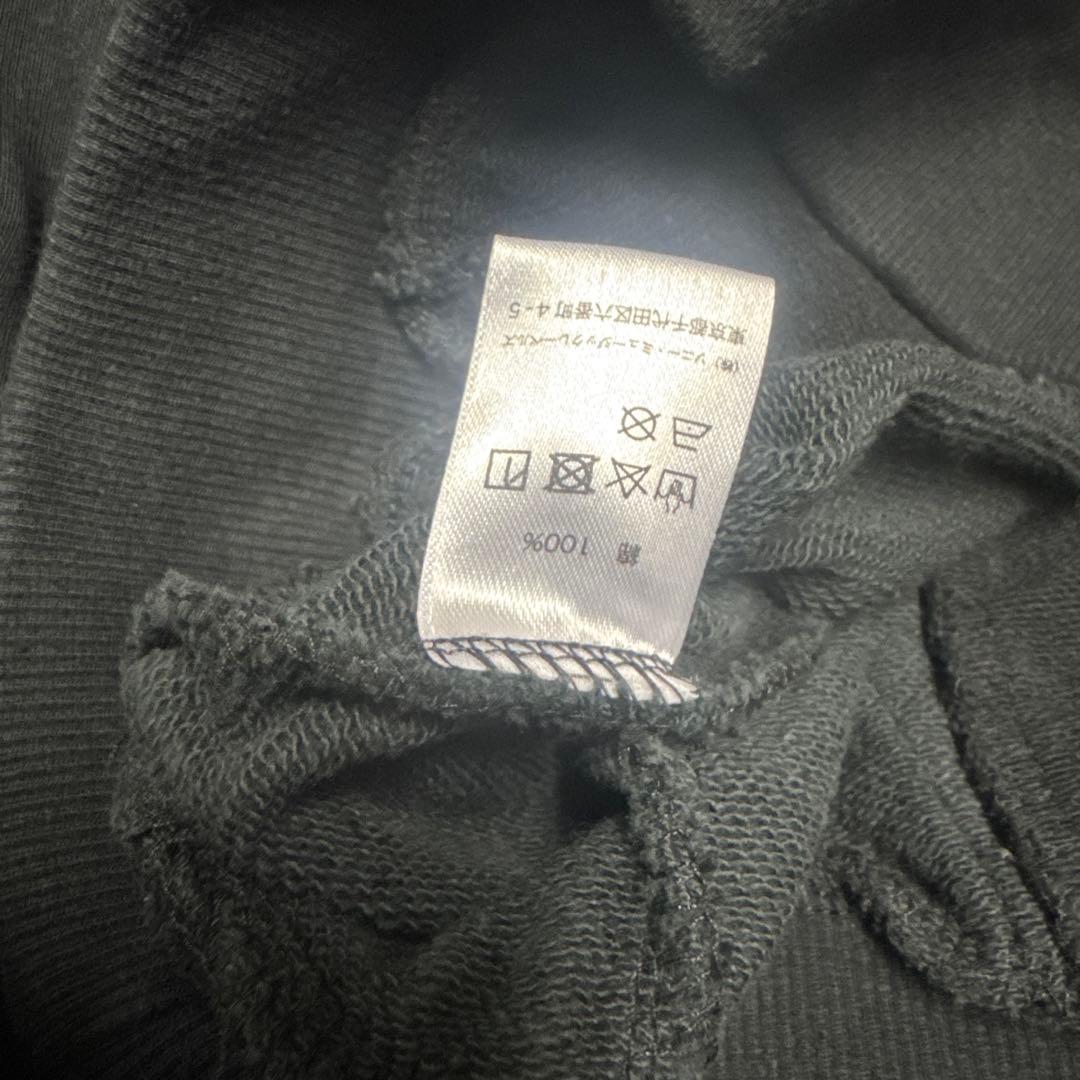 綿 100%
(株) ソニー・ミュージックレーベルズ
東京都千代田区六番町4-5